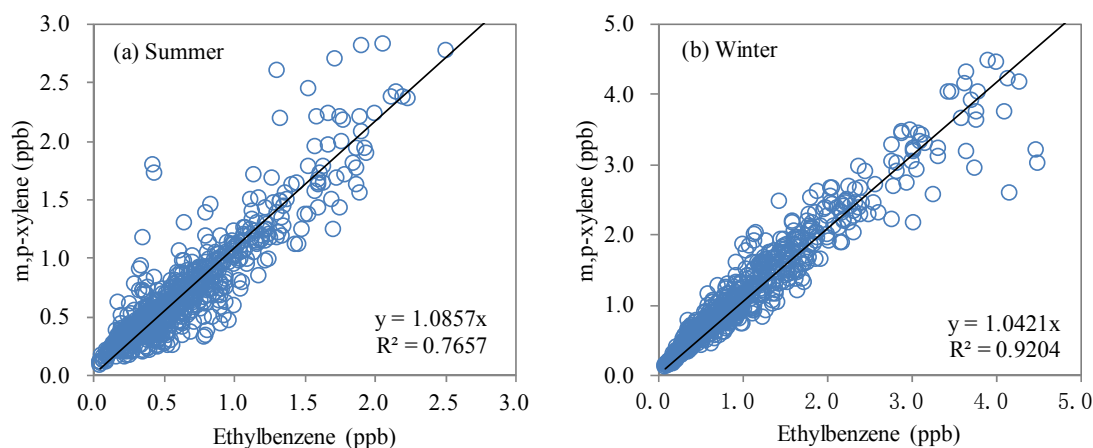 (a) Summer
m,p-xylene (ppb)
3.0
2.5
2.0
1.5
1.0
0.5
0.0
y = 1.0857x
R² = 0.7657
0.0 0.5 1.0 1.5 2.0 2.5 3.0
Ethylbenzene (ppb)
(b) Winter
m,p-xylene (ppb)
5.0
4.0
3.0
2.0
1.0
0.0
y = 1.0421x
R² = 0.9204
0.0 1.0 2.0 3.0 4.0 5.0
Ethylbenzene (ppb)